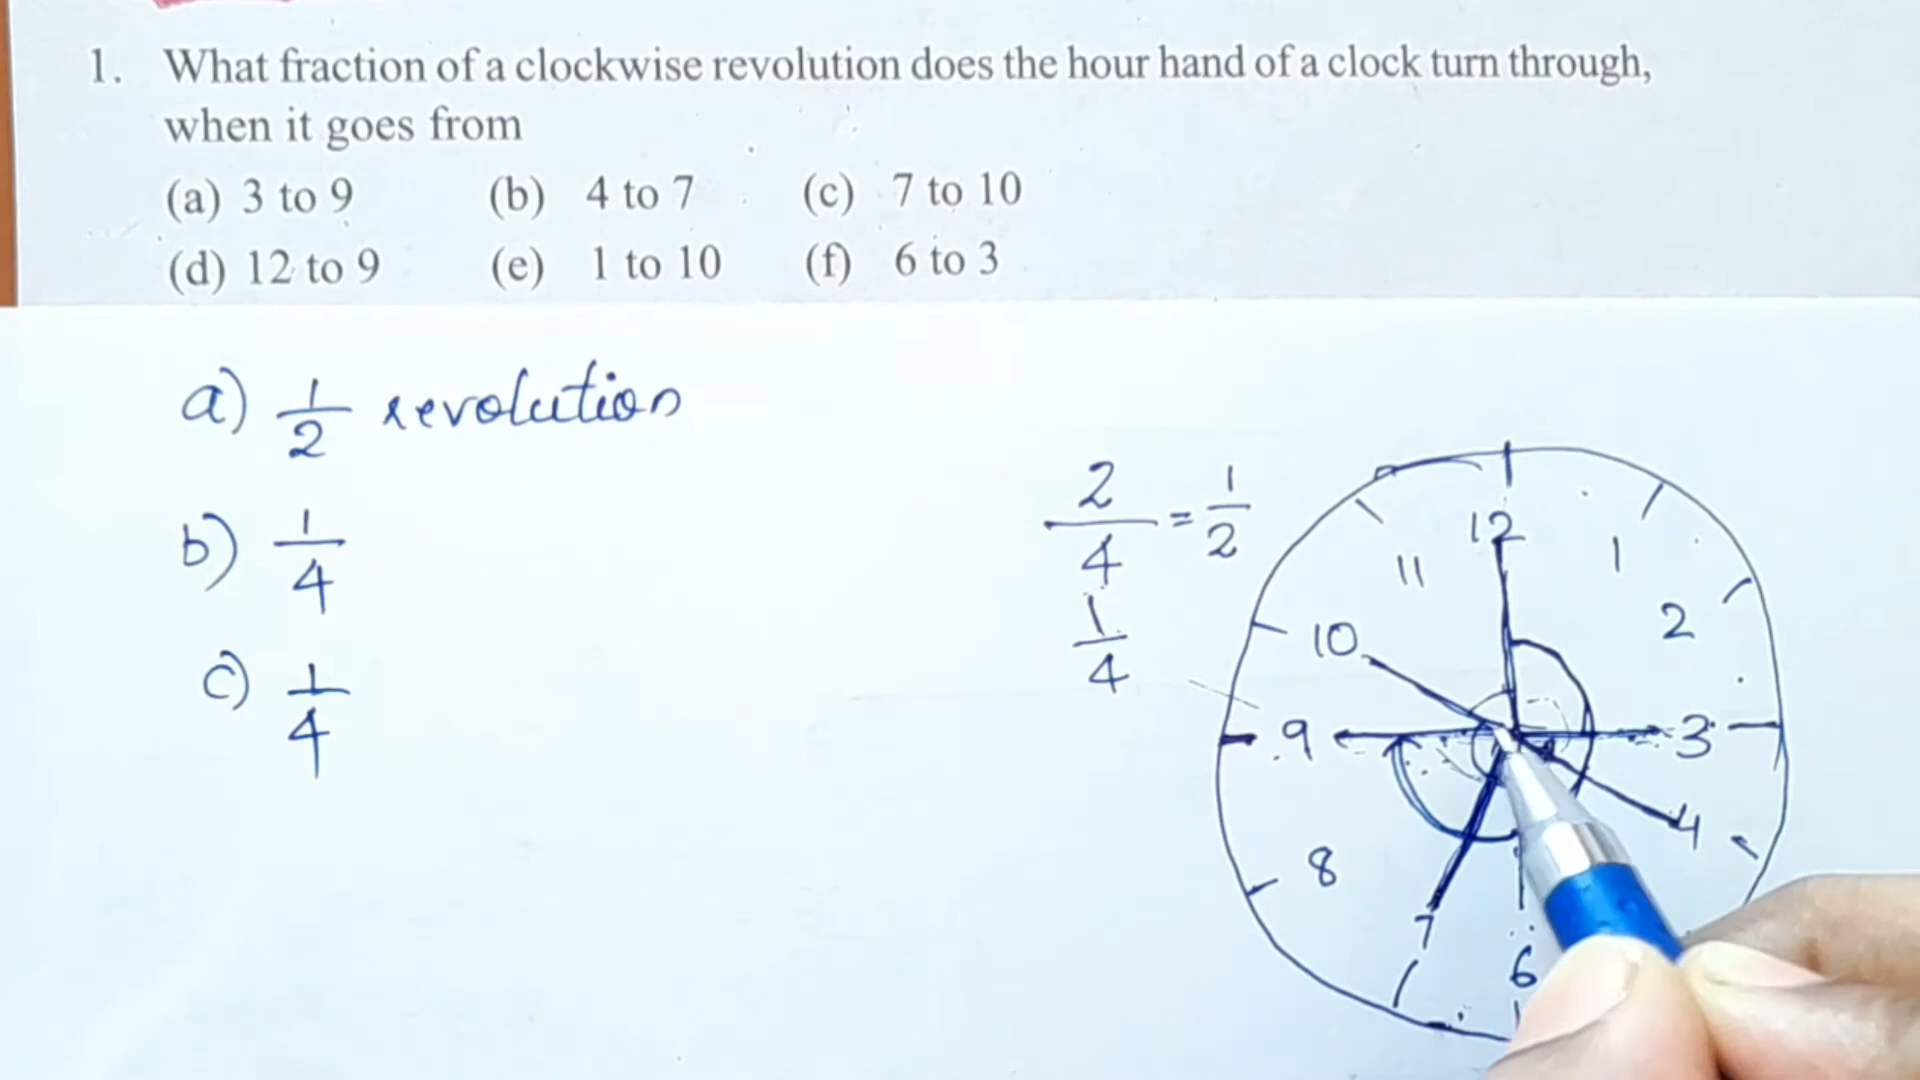 1. What fraction of a clockwise revolution does the hour hand of a clock turn through,
when it goes from
(a) 3 to 9 (b) 4 to 7 (c) 7 to 10
(d) 12 to 9 (e) 1 to 10 (f) 6 to 3
a) 1/2 revolution
b) 1/4
c) 1/4
2/4 = 1/2
1/4
12
11 1
10 2
9 3
8 4
7
6